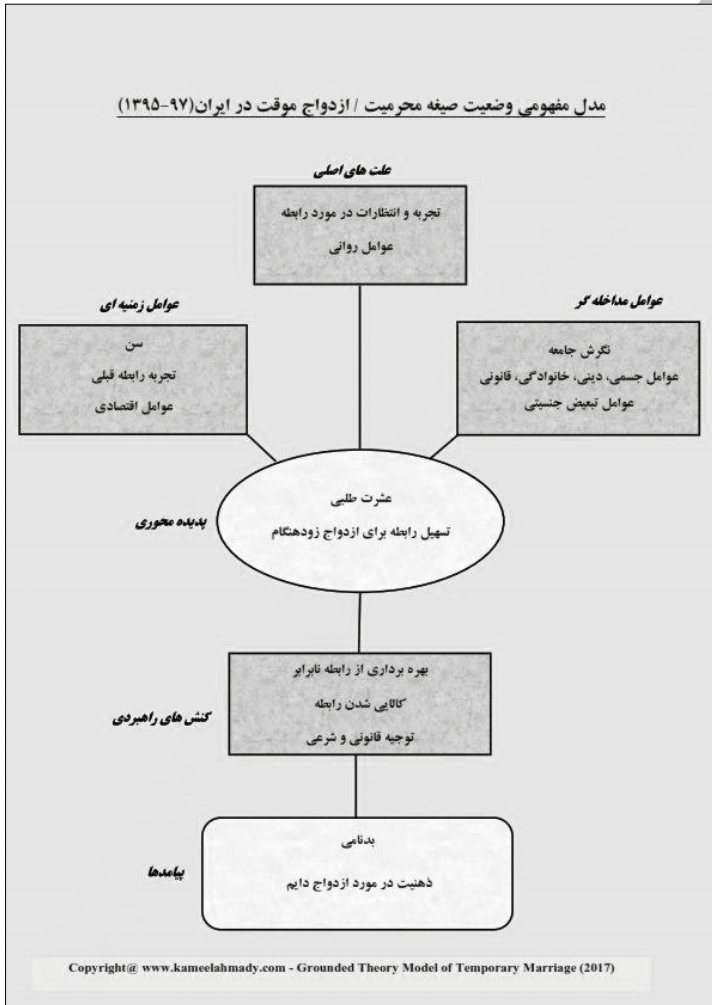 مدل مفهومی وضعیت صیغه محرمیت / ازدواج موقت در ایران(۹۷-۱۳۹۵)
علت های اصلی
تجربه و انتظارات در مورد رابطه
عوامل روانی
عوامل مداخله گر
نگرش جامعه
عوامل جسمی، دینی، خانوادگی، قانونی
عوامل تبعیض جنسیتی
عوامل زمنیه ای
سن
تجربه رابطه قبلی
عوامل اقتصادی
پدیده محوری
عشرت طلبی
تسهیل رابطه برای ازدواج زودهنگام
کنش های راهبردی
بهره برداری از رابطه نابرابر
کالایی شدن رابطه
توجیه قانونی و شرعی
پیامدها
بدنامی
ذهنیت در مورد ازدواج دایم
Copyright@ www.kameelahmady.com - Grounded Theory Model of Temporary Marriage (2017)